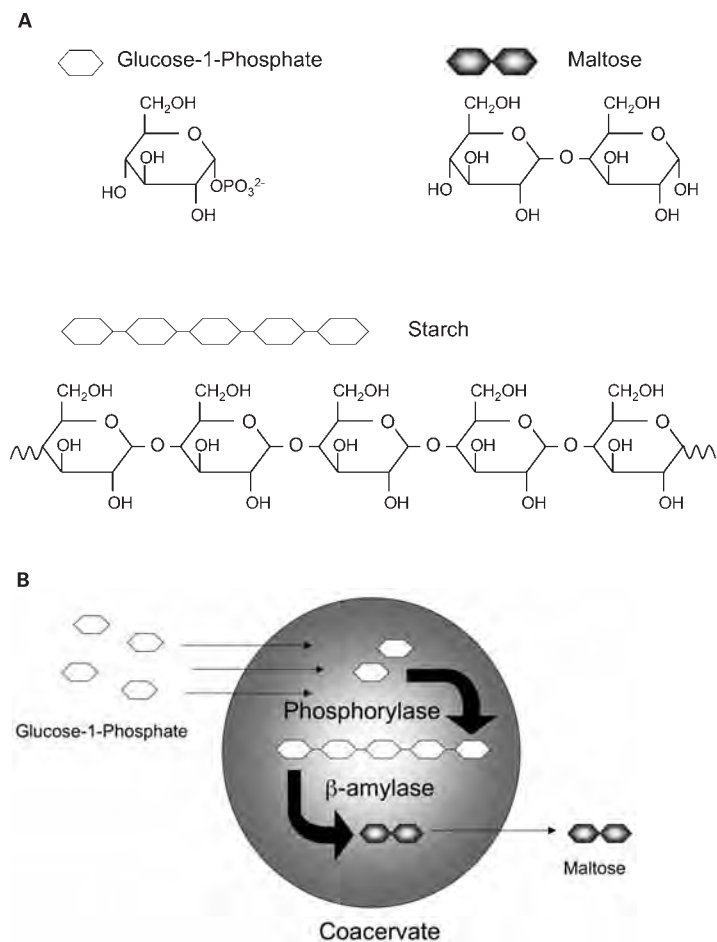 A
Glucose-1-Phosphate
Maltose
CH2OH
O
OH
HO
OH
OPO3^2-
CH2OH
CH2OH
O
O
OH
OH
HO
O
OH
OH
OH
Starch
CH2OH
CH2OH
CH2OH
CH2OH
CH2OH
O
O
O
O
O
OH
OH
OH
OH
OH
O
O
O
O
OH
OH
OH
OH
OH
B
Glucose-1-Phosphate
Phosphorylase
β-amylase
Maltose
Coacervate